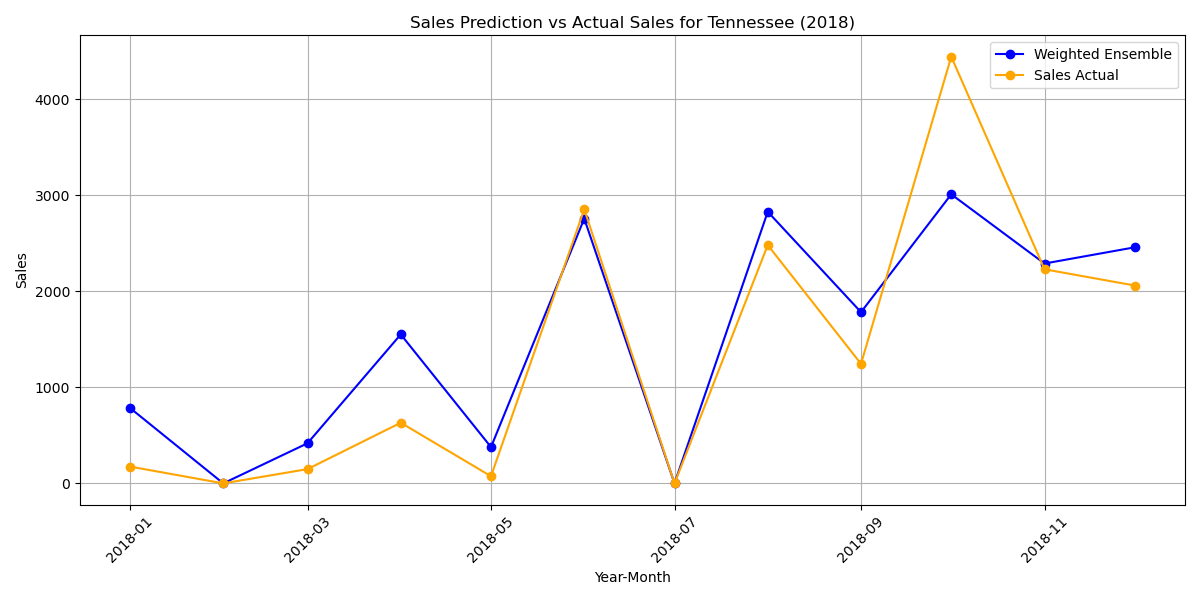 Sales Prediction vs Actual Sales for Tennessee (2018)
Weighted Ensemble
Sales Actual
4000
3000
2000
1000
0
Sales
2018-01
2018-03
2018-05
2018-07
2018-09
2018-11
Year-Month